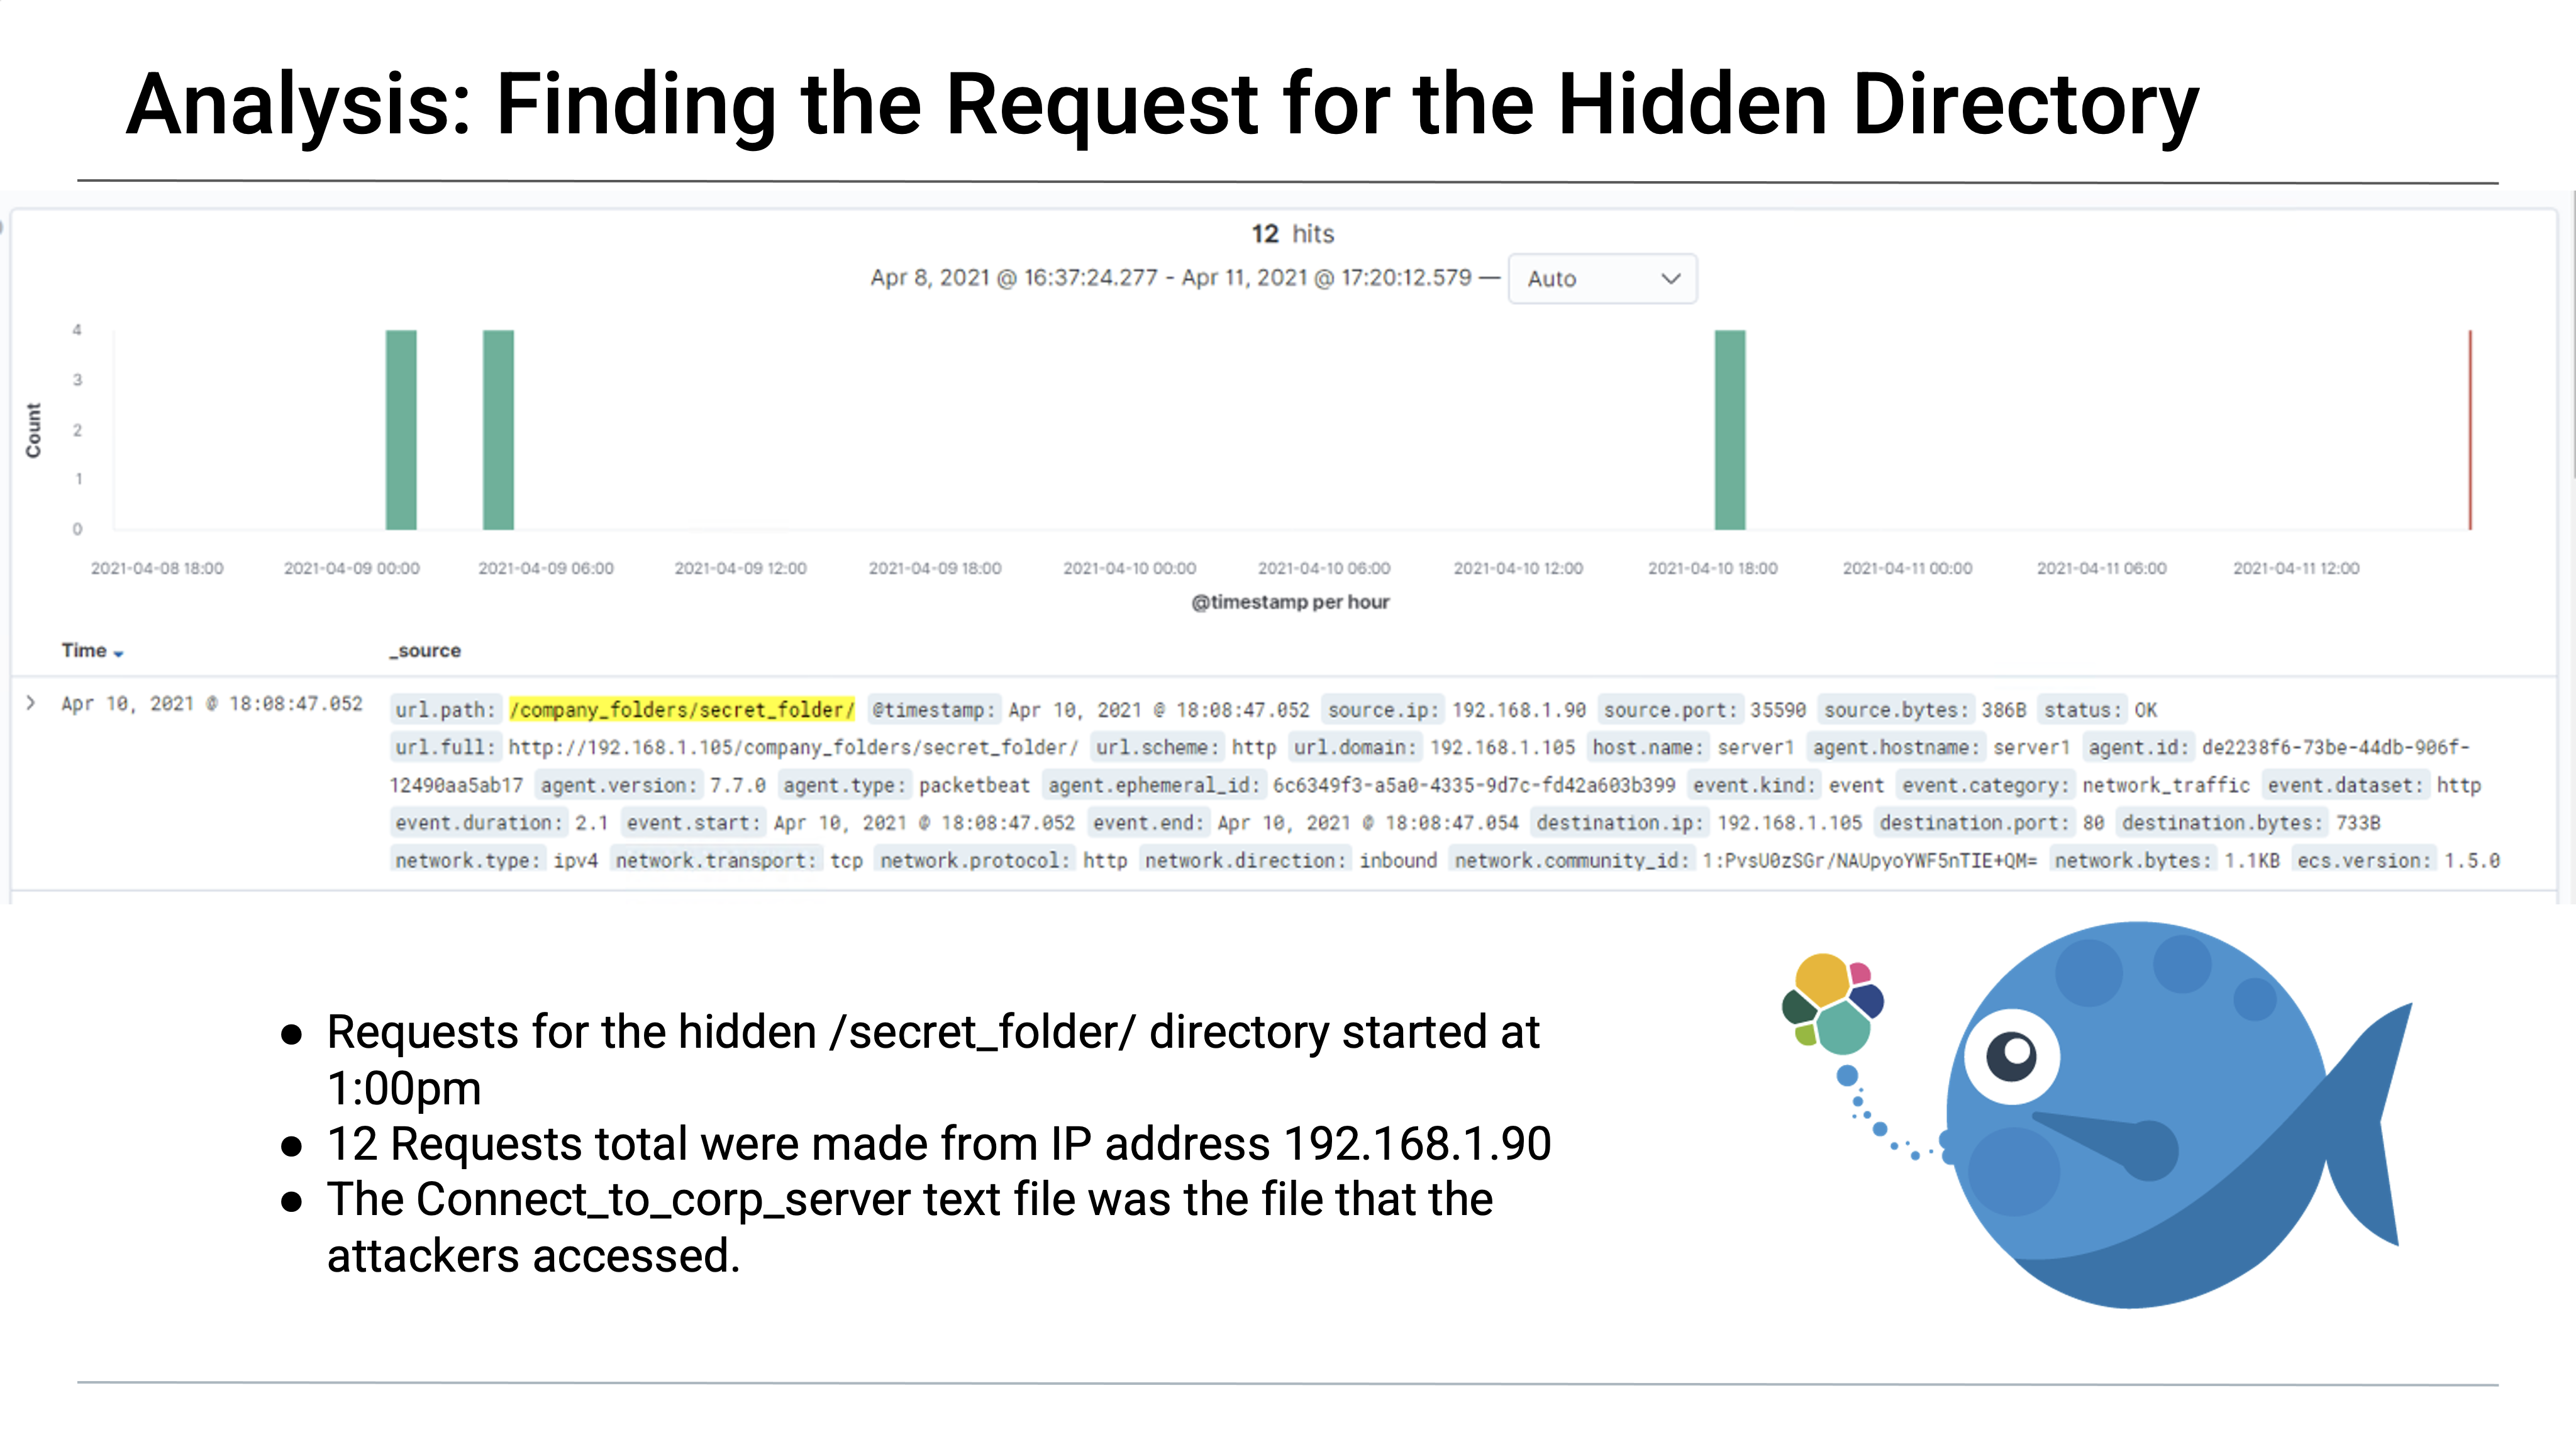 Analysis: Finding the Request for the Hidden Directory
12 hits
Apr 8, 2021 @ 16:37:24.277 - Apr 11, 2021 @ 17:20:12.579 — Auto
4
3
2
1
0
Count
2021-04-08 18:00 2021-04-09 00:00 2021-04-09 06:00 2021-04-09 12:00 2021-04-09 18:00 2021-04-10 00:00 2021-04-10 06:00 2021-04-10 12:00 2021-04-10 18:00 2021-04-11 00:00 2021-04-11 06:00 2021-04-11 12:00
@timestamp per hour
Time _source
Apr 10, 2021 @ 18:08:47.052 url.path: /company_folders/secret_folder/ @timestamp: Apr 10, 2021 @ 18:08:47.052 source.ip: 192.168.1.90 source.port: 35590 source.bytes: 386B status: OK
url.full: http://192.168.1.105/company_folders/secret_folder/ url.scheme: http url.domain: 192.168.1.105 host.name: server1 agent.hostname: server1 agent.id: de2238f6-73be-44db-906f-
12490aa5ab17 agent.version: 7.7.0 agent.type: packetbeat agent.ephemeral_id: 6c6349f3-a5a0-4335-9d7c-fd42a603b399 event.kind: event event.category: network_traffic event.dataset: http
event.duration: 2.1 event.start: Apr 10, 2021 @ 18:08:47.052 event.end: Apr 10, 2021 @ 18:08:47.054 destination.ip: 192.168.1.105 destination.port: 80 destination.bytes: 733B
network.type: ipv4 network.transport: tcp network.protocol: http network.direction: inbound network.community_id: 1:PvsU0zSGr/NAUpyoYWF5nTIE+QM= network.bytes: 1.1KB ecs.version: 1.5.0
● Requests for the hidden /secret_folder/ directory started at
1:00pm
● 12 Requests total were made from IP address 192.168.1.90
● The Connect_to_corp_server text file was the file that the
attackers accessed.